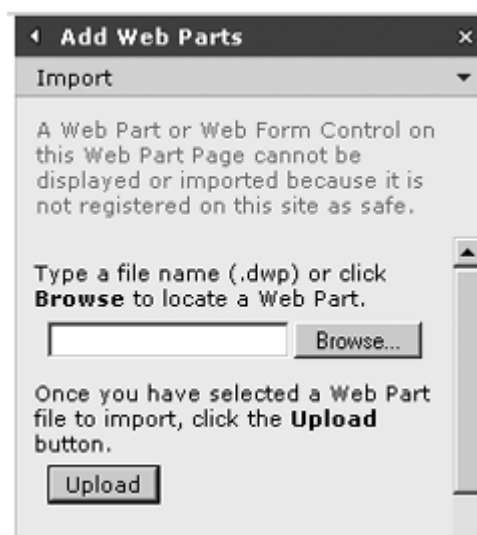 Add Web Parts
Import
A Web Part or Web Form Control on
this Web Part Page cannot be
displayed or imported because it is
not registered on this site as safe.
Type a file name (.dwp) or click
Browse to locate a Web Part.
Browse...
Once you have selected a Web Part
file to import, click the Upload
button.
Upload